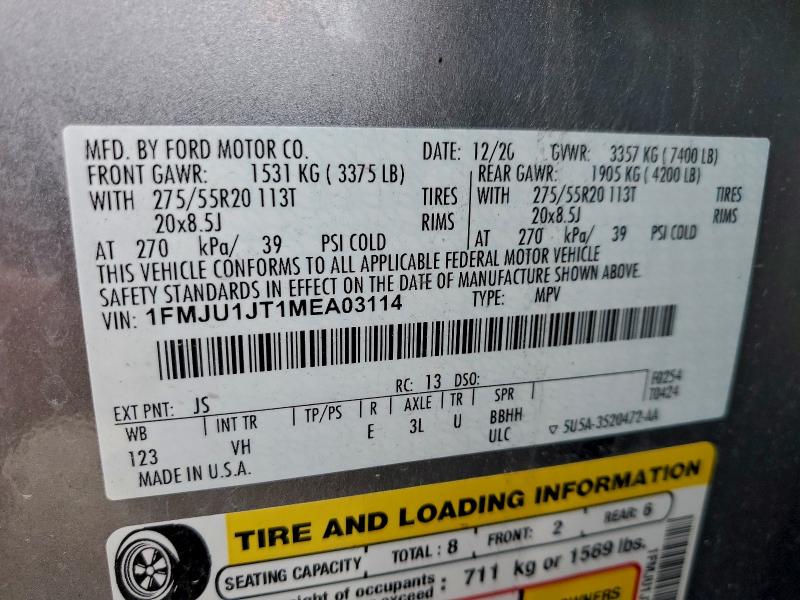 MFD. BY FORD MOTOR CO. DATE: 12/20 GVWR: 3357 KG ( 7400 LB)
FRONT GAWR: 1531 KG ( 3375 LB) REAR GAWR: 1905 KG ( 4200 LB)
WITH 275/55R20 113T TIRES WITH 275/55R20 113T TIRES
20x8.5J RIMS 20x8.5J RIMS
AT 270 kPa/ 39 PSI COLD AT 270 kPa/ 39 PSI COLD
THIS VEHICLE CONFORMS TO ALL APPLICABLE FEDERAL MOTOR VEHICLE
SAFETY STANDARDS IN EFFECT ON THE DATE OF MANUFACTURE SHOWN ABOVE.
VIN: 1FMJU1JT1MEA03114 TYPE: MPV
EXT PNT: JS RC: 13 DSO: F0254
T0424
WB INT TR TP/PS R AXLE TR SPR
123 VH E 3L U BBHH
ULC 5U5A-3520472-AA
MADE IN U.S.A.
TIRE AND LOADING INFORMATION
SEATING CAPACITY TOTAL : 8 FRONT: 2 REAR: 6
of occupants : 711 kg or 1569 lbs.
exceed
OWNERS